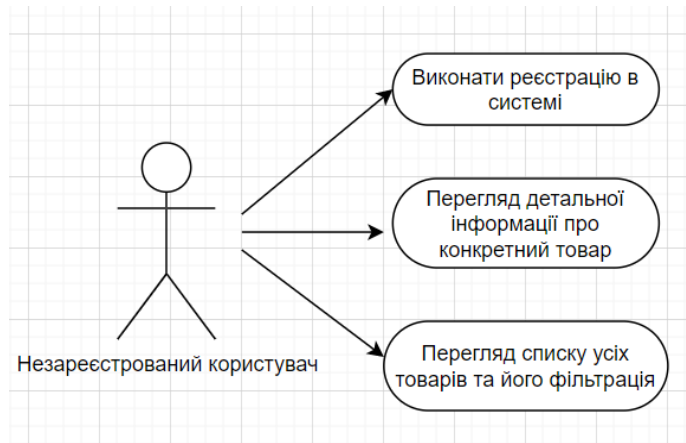 Виконати реєстрацію в
системі
Перегляд детальної
інформації про
конкретний товар
Незареєстрований користувач
Перегляд списку усіх
товарів та його фільтрація